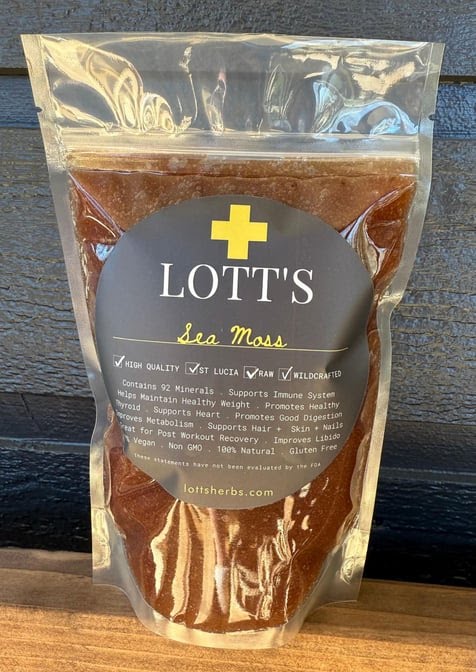 LOTT'S
Sea Moss
HIGH QUALITY ST LUCIA RAW WILDCRAFTED
Contains 92 Minerals . Supports Immune System
Helps Maintain Healthy Weight . Promotes Healthy
Thyroid . Supports Heart . Promotes Good Digestion
Improves Metabolism . Supports Hair + Skin + Nails
Great for Post Workout Recovery . Improves Libido
Vegan . Non GMO . 100% Natural . Gluten Free
These statements have not been evaluated by the FDA
lottsherbs.com